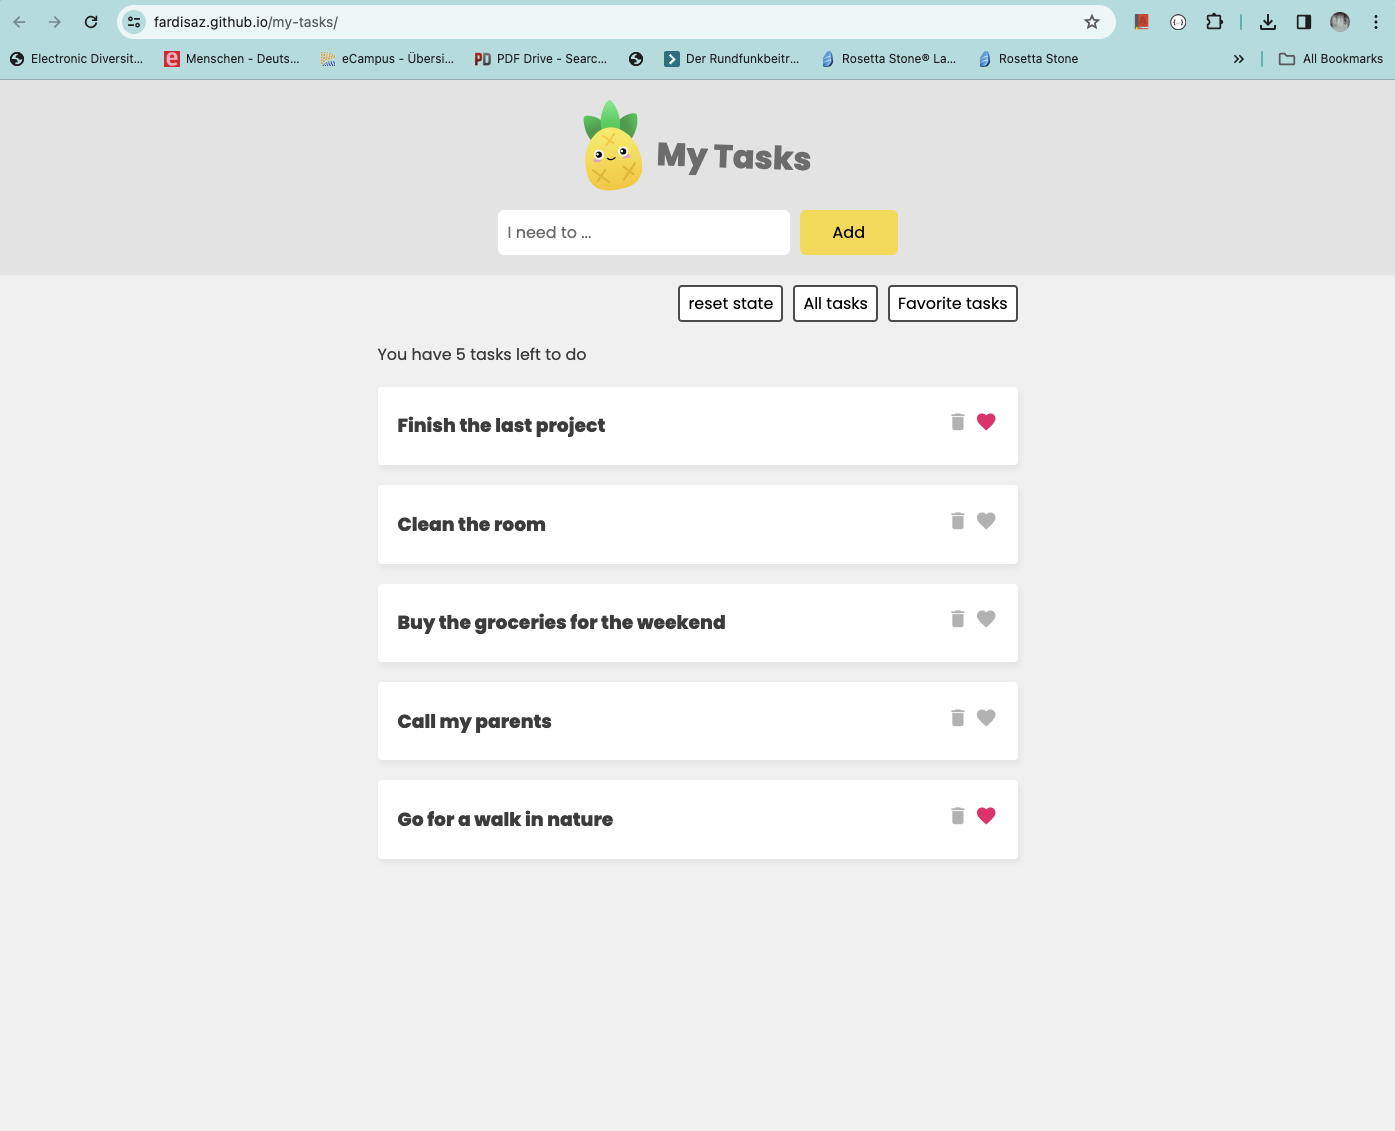 fardisaz.github.io/my-tasks/
Electronic Diversit... Menschen - Deuts... eCampus - Übersi... PDF Drive - Searc... Der Rundfunkbeitr... Rosetta Stone® La... Rosetta Stone All Bookmarks
My Tasks
I need to ... Add
reset state All tasks Favorite tasks
You have 5 tasks left to do
Finish the last project
Clean the room
Buy the groceries for the weekend
Call my parents
Go for a walk in nature